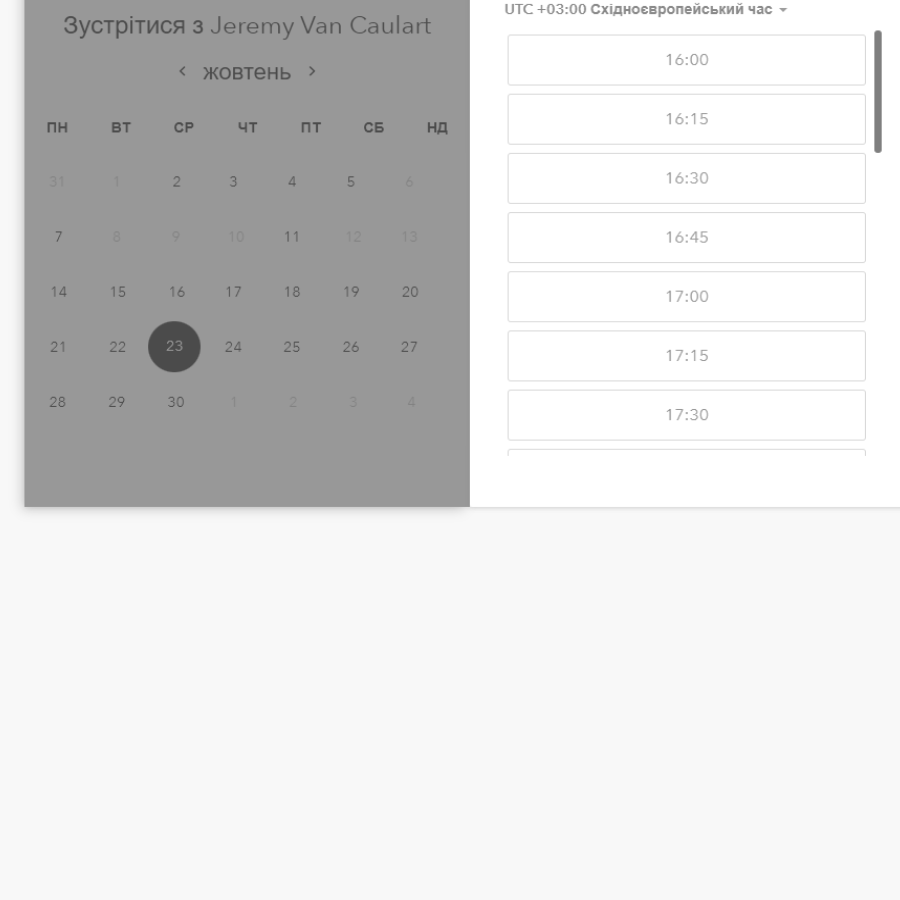 Зустрітися з Jeremy Van Caulart
‹ жовтень ›
ПН ВТ СР ЧТ ПТ СБ НД
31 1 2 3 4 5 6
7 8 9 10 11 12 13
14 15 16 17 18 19 20
21 22 23 24 25 26 27
28 29 30 1 2 3 4
UTC +03:00 Східноєвропейський час
16:00
16:15
16:30
16:45
17:00
17:15
17:30